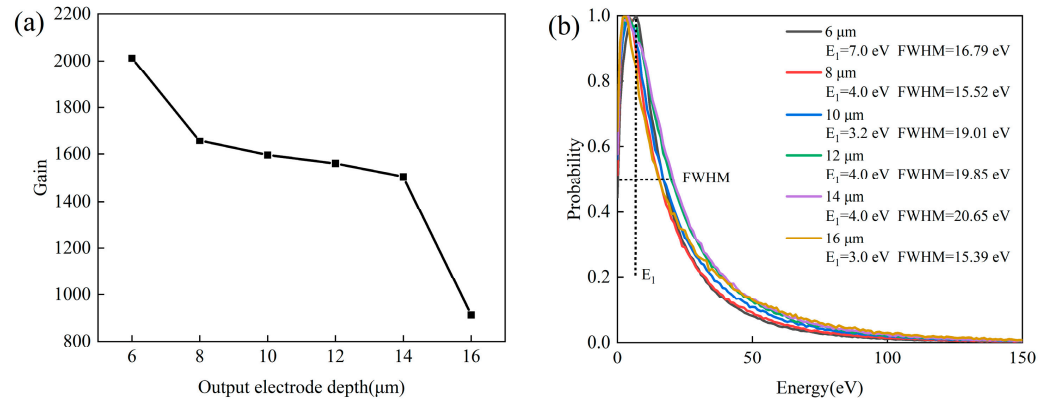 (a)
2200
2000
1800
1600
1400
1200
1000
800
Gain
6 8 10 12 14 16
Output electrode depth(μm)
(b)
1.0
0.8
0.6
0.4
0.2
0.0
Probability
0 50 100 150
Energy(eV)
FWHM
E₁
6 μm
E₁=7.0 eV FWHM=16.79 eV
8 μm
E₁=4.0 eV FWHM=15.52 eV
10 μm
E₁=3.2 eV FWHM=19.01 eV
12 μm
E₁=4.0 eV FWHM=19.85 eV
14 μm
E₁=4.0 eV FWHM=20.65 eV
16 μm
E₁=3.0 eV FWHM=15.39 eV